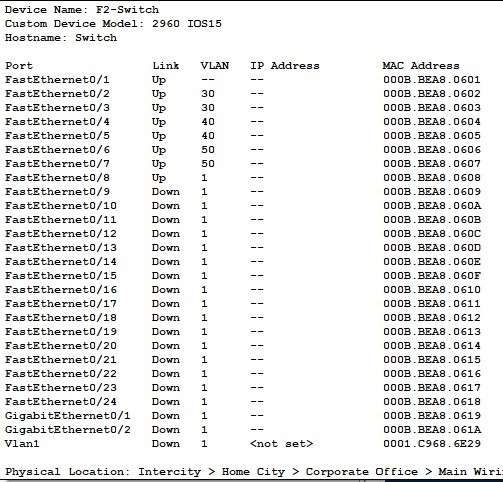 Device Name: F2-Switch
Custom Device Model: 2960 IOS15
Hostname: Switch
Port Link VLAN IP Address MAC Address
FastEthernet0/1 Up -- -- 000B.BEA8.0601
FastEthernet0/2 Up 30 -- 000B.BEA8.0602
FastEthernet0/3 Up 30 -- 000B.BEA8.0603
FastEthernet0/4 Up 40 -- 000B.BEA8.0604
FastEthernet0/5 Up 40 -- 000B.BEA8.0605
FastEthernet0/6 Up 50 -- 000B.BEA8.0606
FastEthernet0/7 Up 50 -- 000B.BEA8.0607
FastEthernet0/8 Up 1 -- 000B.BEA8.0608
FastEthernet0/9 Down 1 -- 000B.BEA8.0609
FastEthernet0/10 Down 1 -- 000B.BEA8.060A
FastEthernet0/11 Down 1 -- 000B.BEA8.060B
FastEthernet0/12 Down 1 -- 000B.BEA8.060C
FastEthernet0/13 Down 1 -- 000B.BEA8.060D
FastEthernet0/14 Down 1 -- 000B.BEA8.060E
FastEthernet0/15 Down 1 -- 000B.BEA8.060F
FastEthernet0/16 Down 1 -- 000B.BEA8.0610
FastEthernet0/17 Down 1 -- 000B.BEA8.0611
FastEthernet0/18 Down 1 -- 000B.BEA8.0612
FastEthernet0/19 Down 1 -- 000B.BEA8.0613
FastEthernet0/20 Down 1 -- 000B.BEA8.0614
FastEthernet0/21 Down 1 -- 000B.BEA8.0615
FastEthernet0/22 Down 1 -- 000B.BEA8.0616
FastEthernet0/23 Down 1 -- 000B.BEA8.0617
FastEthernet0/24 Down 1 -- 000B.BEA8.0618
GigabitEthernet0/1 Down 1 -- 000B.BEA8.0619
GigabitEthernet0/2 Down 1 -- 000B.BEA8.061A
Vlan1 Down 1 <not set> 0001.C968.6E29
Physical Location: Intercity > Home City > Corporate Office > Main Wiri